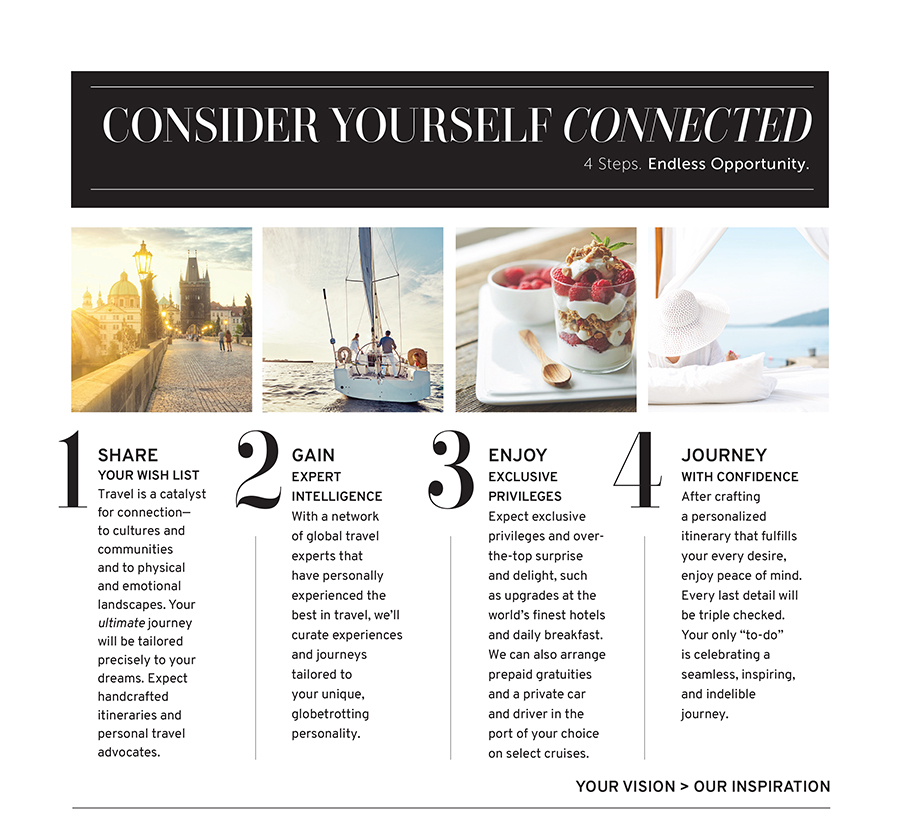 CONSIDER YOURSELF CONNECTED
4 Steps. Endless Opportunity.
1
SHARE
YOUR WISH LIST
Travel is a catalyst
for connection—
to cultures and
communities
and to physical
and emotional
landscapes. Your
ultimate journey
will be tailored
precisely to your
dreams. Expect
handcrafted
itineraries and
personal travel
advocates.
2
GAIN
EXPERT
INTELLIGENCE
With a network
of global travel
experts that
have personally
experienced the
best in travel, we’ll
curate experiences
and journeys
tailored to
your unique,
globetrotting
personality.
3
ENJOY
EXCLUSIVE
PRIVILEGES
Expect exclusive
privileges and over-
the-top surprise
and delight, such
as upgrades at the
world’s finest hotels
and daily breakfast.
We can also arrange
prepaid gratuities
and a private car
and driver in the
port of your choice
on select cruises.
4
JOURNEY
WITH CONFIDENCE
After crafting
a personalized
itinerary that fulfills
your every desire,
enjoy peace of mind.
Every last detail will
be triple checked.
Your only “to-do”
is celebrating a
seamless, inspiring,
and indelible
journey.
YOUR VISION > OUR INSPIRATION